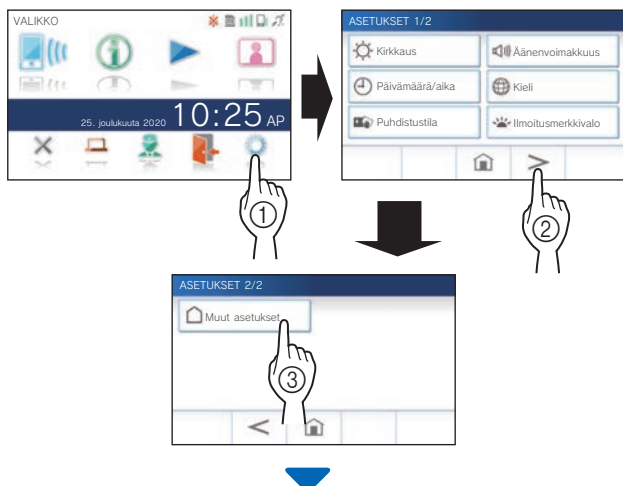 VALIKKO
25. joulukuuta 2020 10:25 AP
①
ASETUKSET 1/2
Kirkkaus
Äänenvoimakkuus
Päivämäärä/aika
Kieli
Puhdistustila
Ilmoitusmerkkivalo
②
ASETUKSET 2/2
Muut asetukset
③